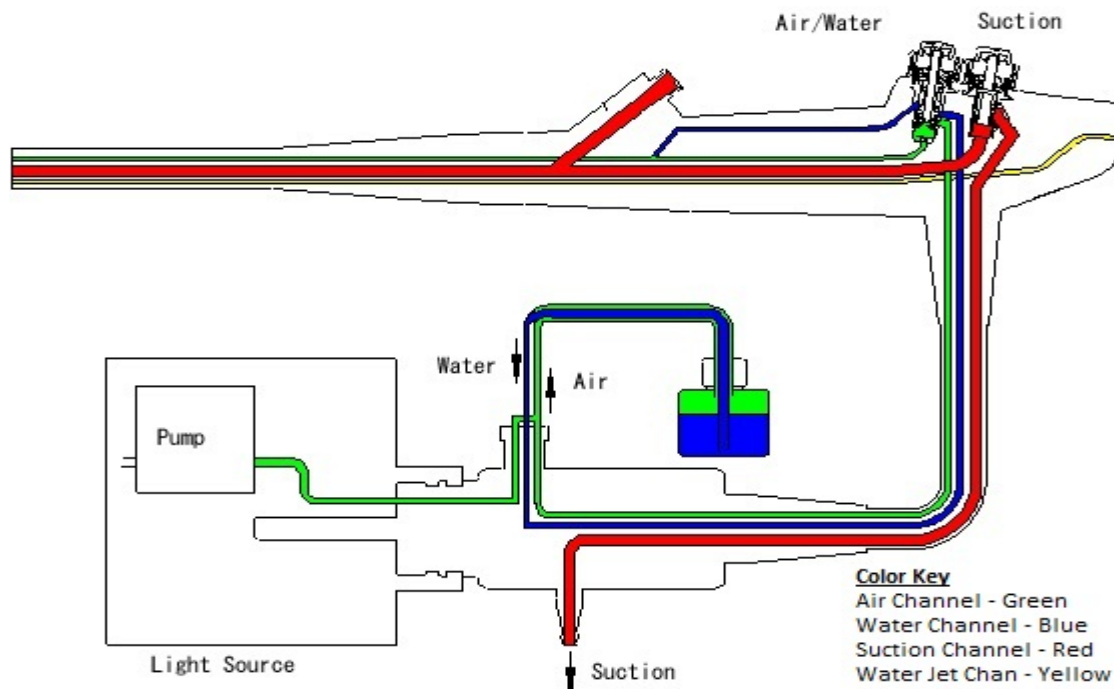 Air/Water
Suction
Water
Air
Pump
Light Source
Suction
Color Key
Air Channel - Green
Water Channel - Blue
Suction Channel - Red
Water Jet Chan - Yellow